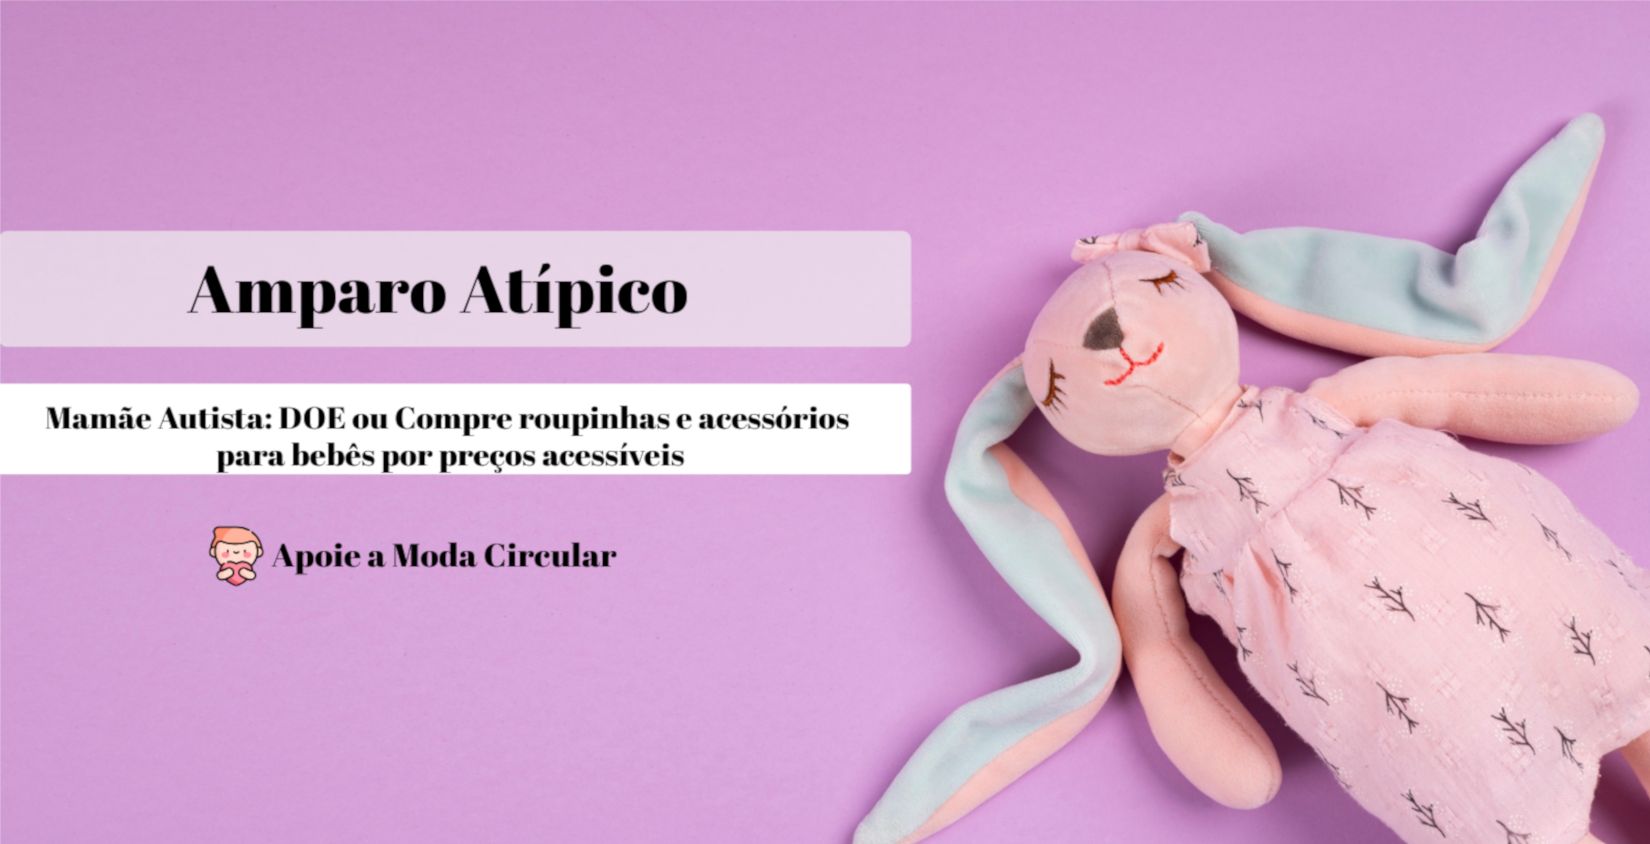 Amparo Atípico
Mamãe Autista: DOE ou Compre roupinhas e acessórios
para bebês por preços acessíveis
Apoie a Moda Circular